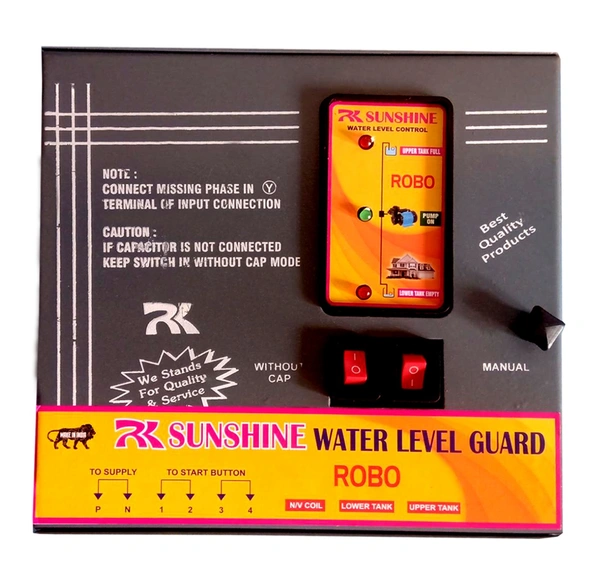 NOTE :
CONNECT MISSING PHASE IN Y
TERMINAL OF INPUT CONNECTION
CAUTION :
IF CAPACITOR IS NOT CONNECTED
KEEP SWITCH IN WITHOUT CAP MODE
RK SUNSHINE
WATER LEVEL CONTROL
UPPER TANK FULL
ROBO
PUMP
ON
LOWER TANK EMPTY
Best
Quality
Products
RK
We Stands
For Quality
& Service
WITHOUT
CAP
I O
O I
MANUAL
MAKE IN INDIA
RK SUNSHINE WATER LEVEL GUARD
ROBO
TO SUPPLY TO START BUTTON
P N 1 2 3 4
N/V COIL LOWER TANK UPPER TANK